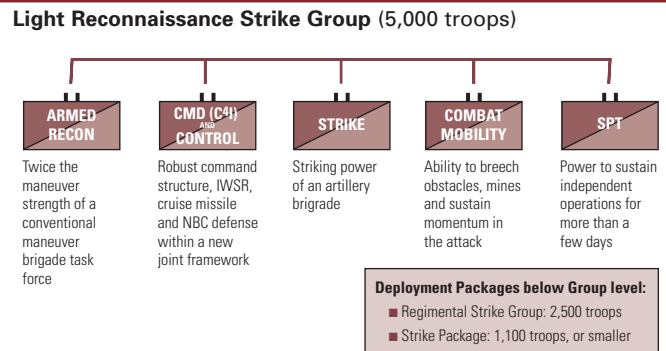 Light Reconnaissance Strike Group (5,000 troops)
ARMED
RECON
CMD (C4I)
AND
CONTROL
STRIKE
COMBAT
MOBILITY
SPT
Twice the
maneuver
strength of a
conventional
maneuver
brigade task
force
Robust command
structure, IWSR,
cruise missile
and NBC defense
within a new
joint framework
Striking power
of an artillery
brigrade
Ability to breech
obstacles, mines
and sustain
momentum in
the attack
Power to sustain
independent
operations for
more than a
few days
Deployment Packages below Group level:
■ Regimental Strike Group: 2,500 troops
■ Strike Package: 1,100 troops, or smaller